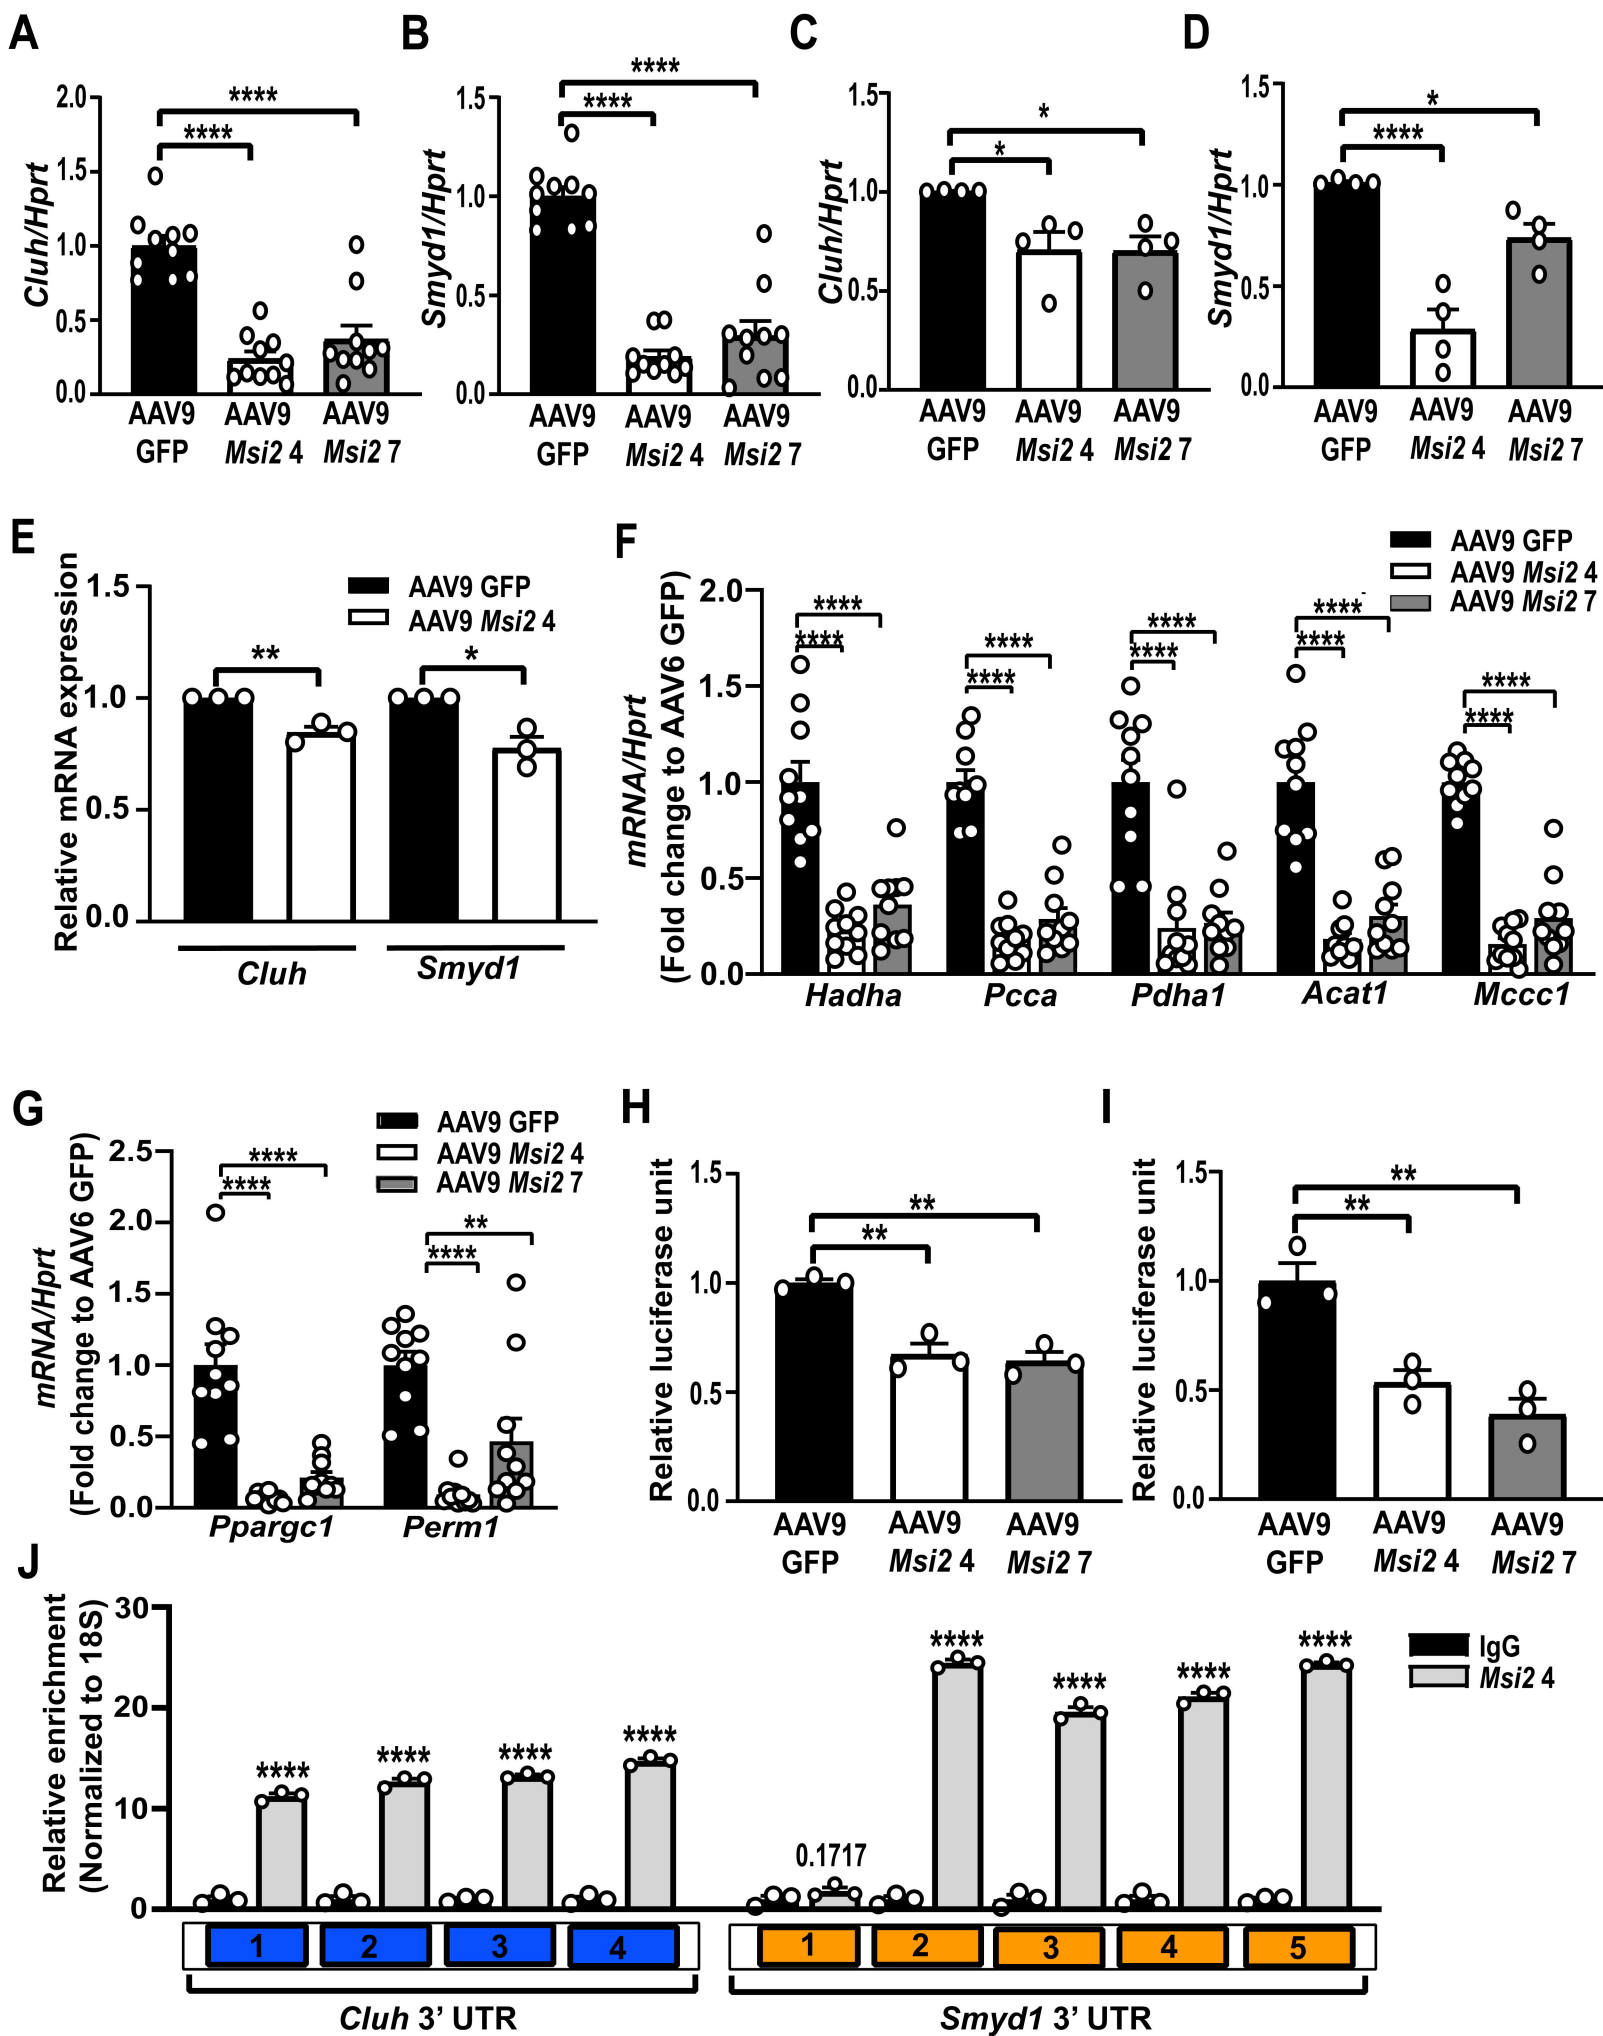 A
Cluh/Hprt
2.0
1.5
1.0
0.5
0.0
****
****
AAV9 GFP
AAV9 Msi2 4
AAV9 Msi2 7
B
Smyd1/Hprt
1.5
1.0
0.5
0.0
****
****
AAV9 GFP
AAV9 Msi2 4
AAV9 Msi2 7
C
Cluh/Hprt
1.5
1.0
0.5
0.0
*
*
AAV9 GFP
AAV9 Msi2 4
AAV9 Msi2 7
D
Smyd1/Hprt
1.5
1.0
0.5
0.0
*
****
AAV9 GFP
AAV9 Msi2 4
AAV9 Msi2 7
E
Relative mRNA expression
1.5
1.0
0.5
0.0
AAV9 GFP
AAV9 Msi2 4
**
*
Cluh
Smyd1
F
mRNA/Hprt
(Fold change to AAV6 GFP)
2.0
1.5
1.0
0.5
0.0
AAV9 GFP
AAV9 Msi2 4
AAV9 Msi2 7
****
****
****
****
****
****
****
****
****
****
Hadha
Pcca
Pdha1
Acat1
Mccc1
G
mRNA/Hprt
(Fold change to AAV6 GFP)
2.5
2.0
1.5
1.0
0.5
0.0
AAV9 GFP
AAV9 Msi2 4
AAV9 Msi2 7
****
****
**
****
Ppargc1
Perm1
H
Relative luciferase unit
1.5
1.0
0.5
0.0
**
**
AAV9 GFP
AAV9 Msi2 4
AAV9 Msi2 7
I
Relative luciferase unit
1.5
1.0
0.5
0.0
**
**
AAV9 GFP
AAV9 Msi2 4
AAV9 Msi2 7
J
Relative enrichment
(Normalized to 18S)
30
20
10
0
IgG
Msi2 4
****
****
****
****
0.1717
****
****
****
****
1 2 3 4
1 2 3 4 5
Cluh 3’ UTR
Smyd1 3’ UTR